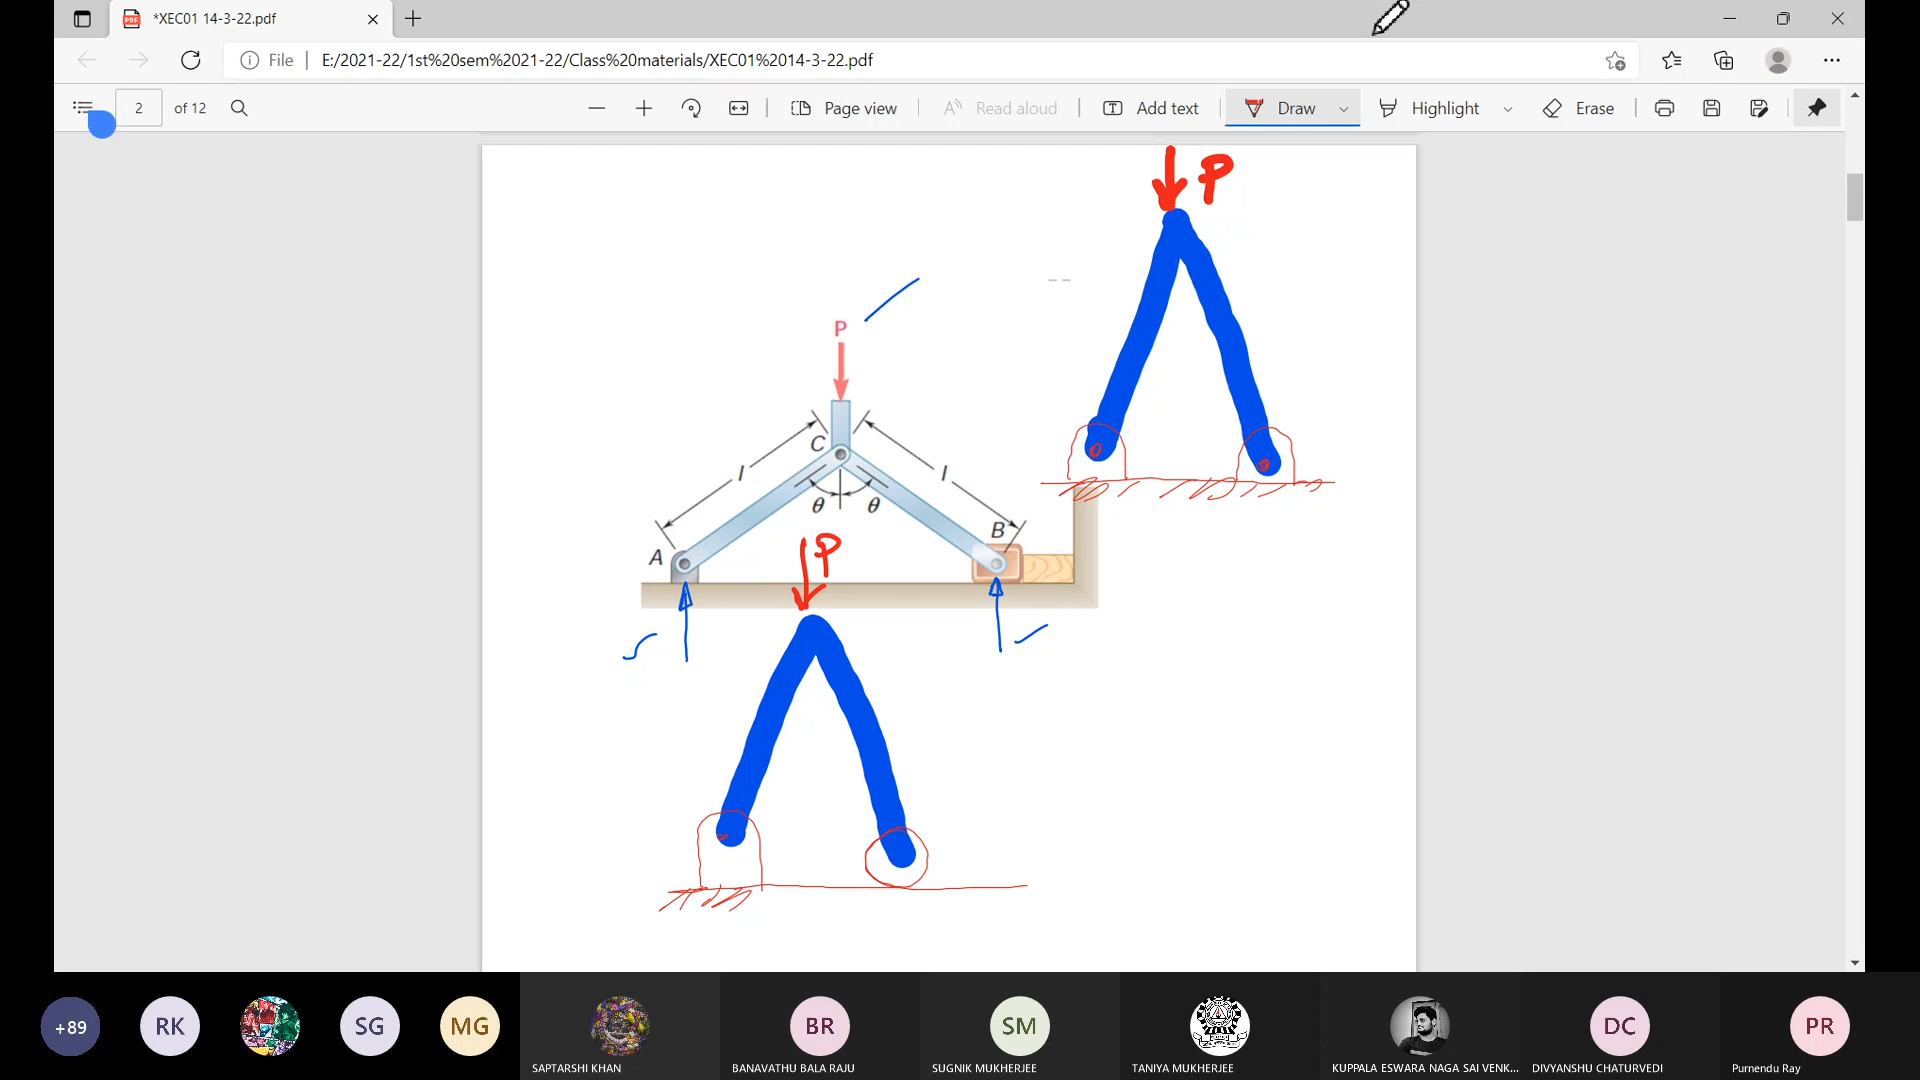 *XEC01 14-3-22.pdf
File E:/2021-22/1st%20sem%2021-22/Class%20materials/XEC01%2014-3-22.pdf
2 of 12 Page view Read aloud Add text Draw Highlight Erase
P
P
C
l l
θ θ
B
A
P
+89 RK SG MG BR SM DC PR
SAPTARSHI KHAN BANAVATHU BALA RAJU SUGNIK MUKHERJEE TANIYA MUKHERJEE KUPPALA ESWARA NAGA SAI VENK... DIVYANSHU CHATURVEDI Purnendu Ray